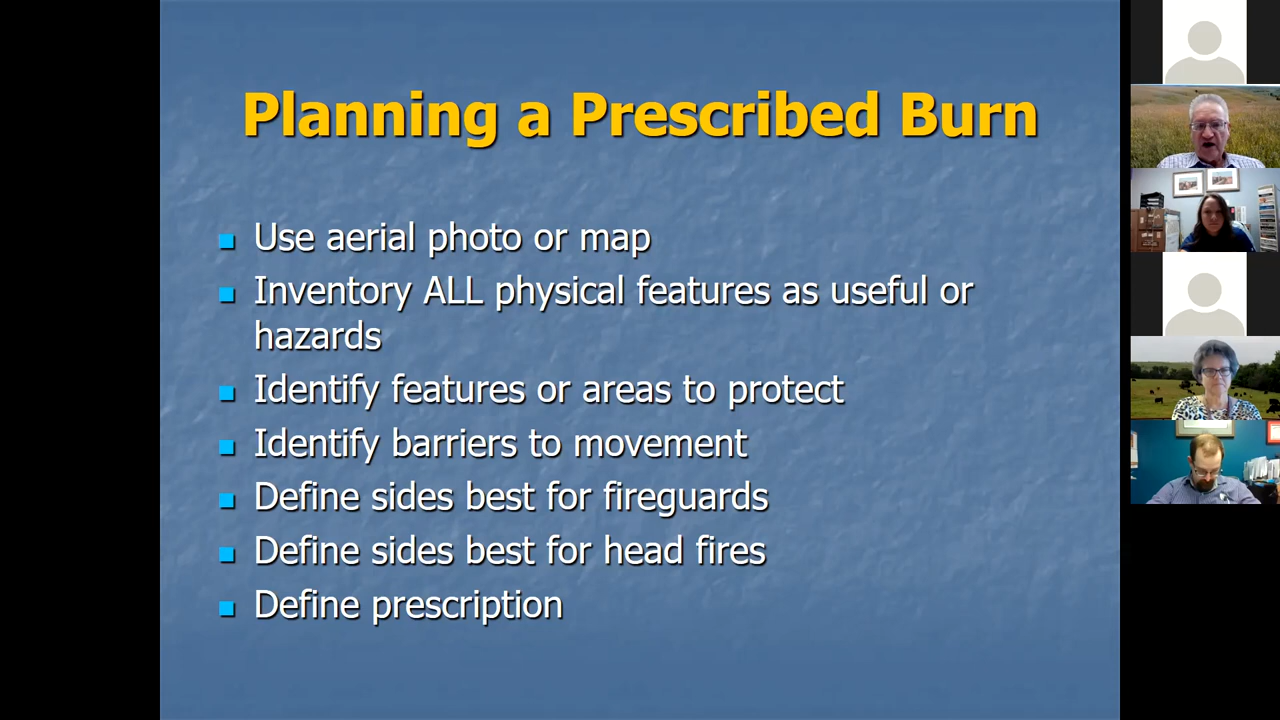 Planning a Prescribed Burn
Use aerial photo or map
Inventory ALL physical features as useful or
hazards
Identify features or areas to protect
Identify barriers to movement
Define sides best for fireguards
Define sides best for head fires
Define prescription